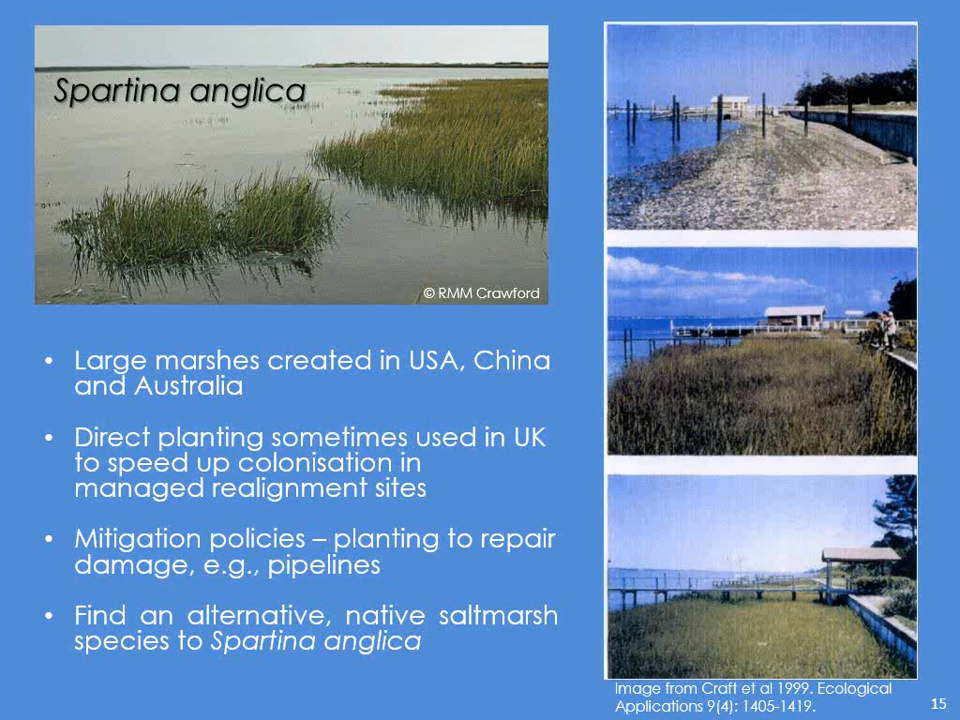 Spartina anglica
© RMM Crawford
• Large marshes created in USA, China
and Australia
• Direct planting sometimes used in UK
to speed up colonisation in
managed realignment sites
• Mitigation policies – planting to repair
damage, e.g., pipelines
• Find an alternative, native saltmarsh
species to Spartina anglica
Image from Craft et al 1999. Ecological
Applications 9(4): 1405-1419.
15